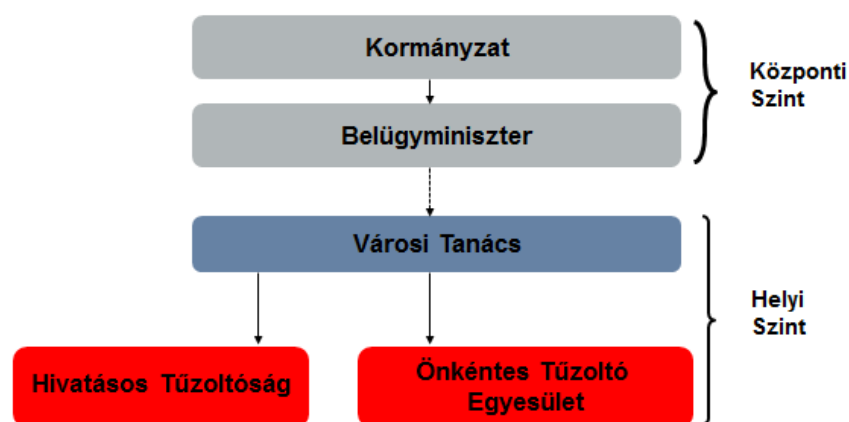 Kormányzat
Központi
Szint
Belügyminiszter
Városi Tanács
Helyi
Szint
Hivatásos Tűzoltóság
Önkéntes Tűzoltó
Egyesület